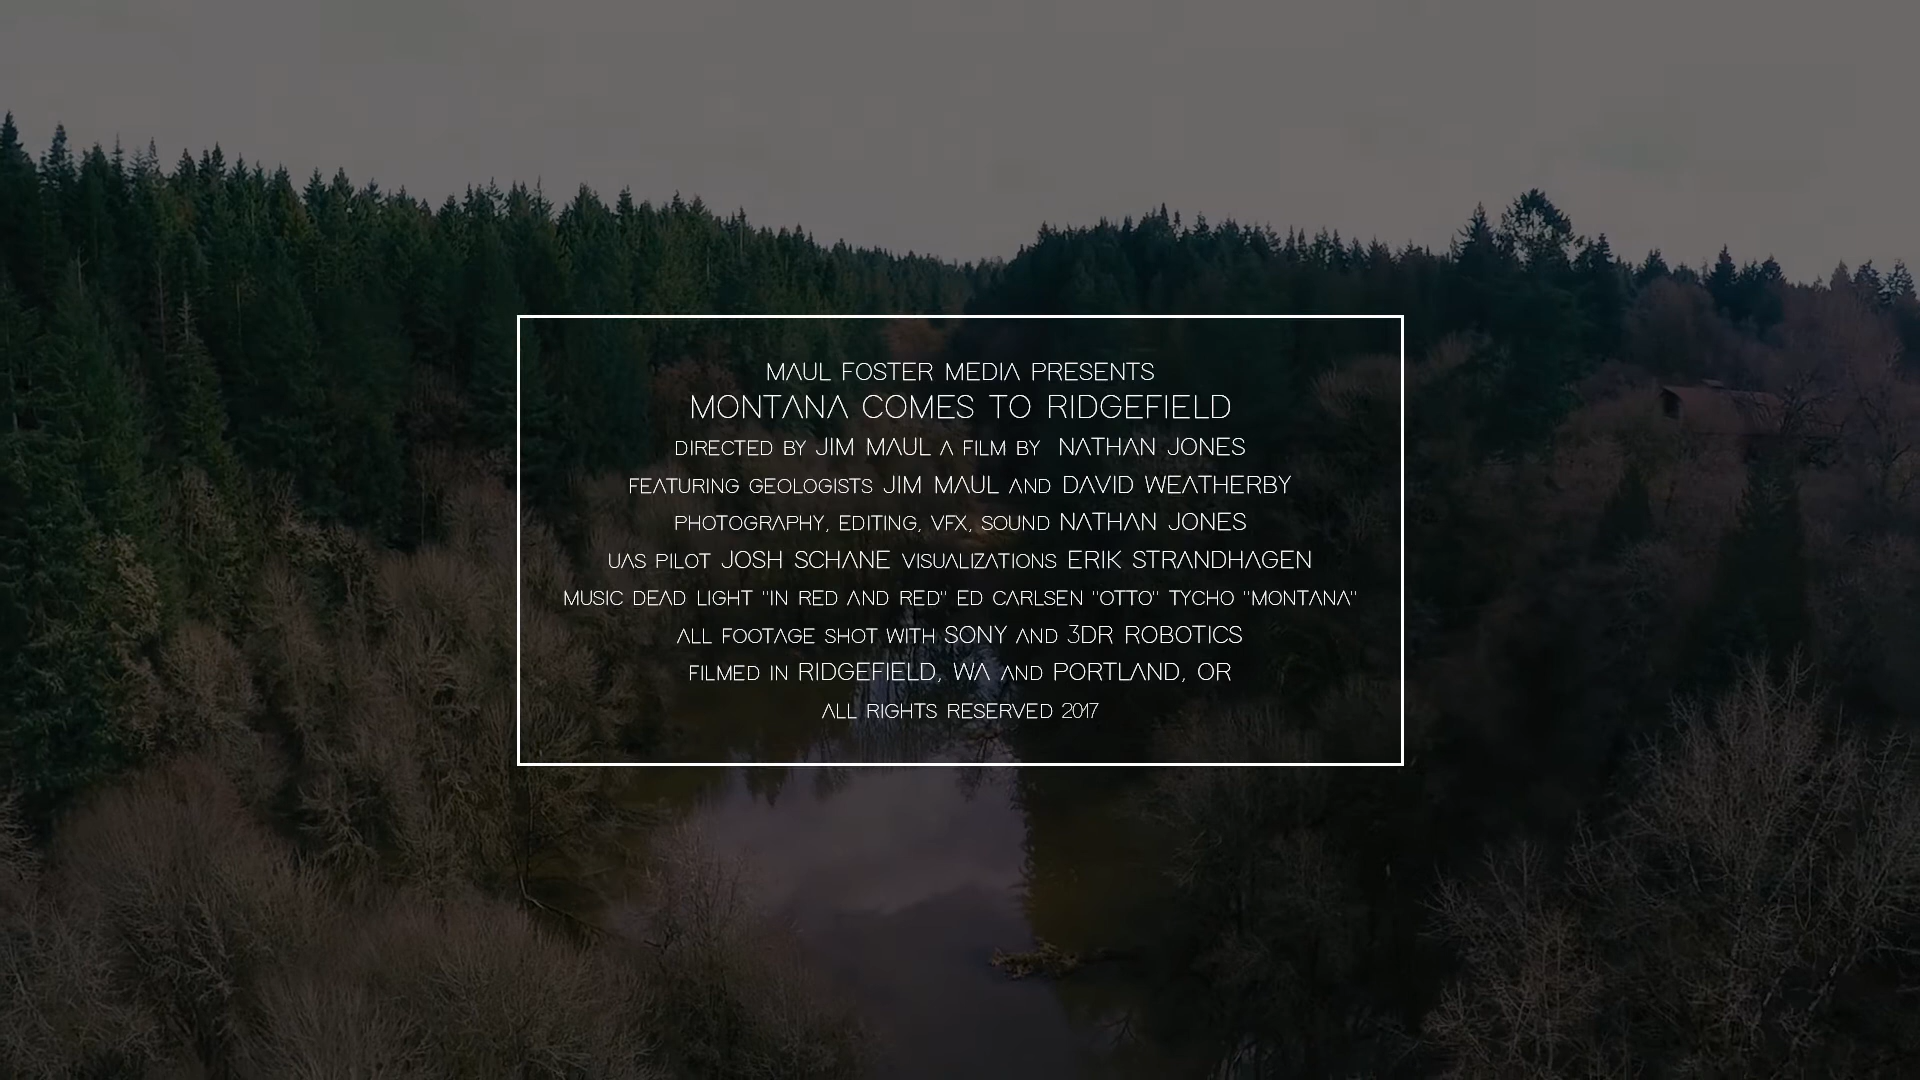 MAUL FOSTER MEDIA PRESENTS
MONTANA COMES TO RIDGEFIELD
DIRECTED BY JIM MAUL A FILM BY NATHAN JONES
FEATURING GEOLOGISTS JIM MAUL AND DAVID WEATHERBY
PHOTOGRAPHY, EDITING, VFX, SOUND NATHAN JONES
UAS PILOT JOSH SCHANE VISUALIZATIONS ERIK STRANDHAGEN
MUSIC DEAD LIGHT "IN RED AND RED" ED CARLSEN "OTTO" TYCHO "MONTANA"
ALL FOOTAGE SHOT WITH SONY AND 3DR ROBOTICS
FILMED IN RIDGEFIELD, WA AND PORTLAND, OR
ALL RIGHTS RESERVED 2017